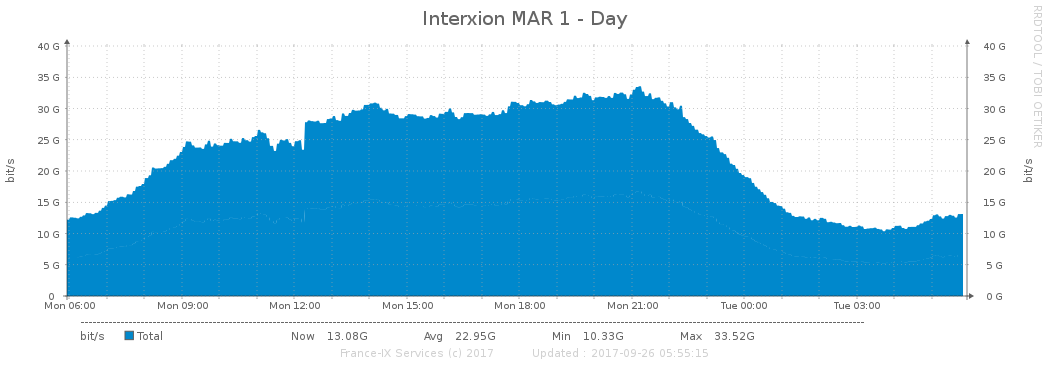 Interxion MAR 1 - Day
RRDTOOL / TOBI OETIKER
bit/s
40 G 40 G
35 G 35 G
30 G 30 G
25 G 25 G
20 G 20 G
15 G 15 G
10 G 10 G
5 G 5 G
0 0 G
bit/s
Mon 06:00 Mon 09:00 Mon 12:00 Mon 15:00 Mon 18:00 Mon 21:00 Tue 00:00 Tue 03:00
bit/s Total Now 13.08G Avg 22.95G Min 10.33G Max 33.52G
France-IX Services (c) 2017 Updated : 2017-09-26 05:55:15